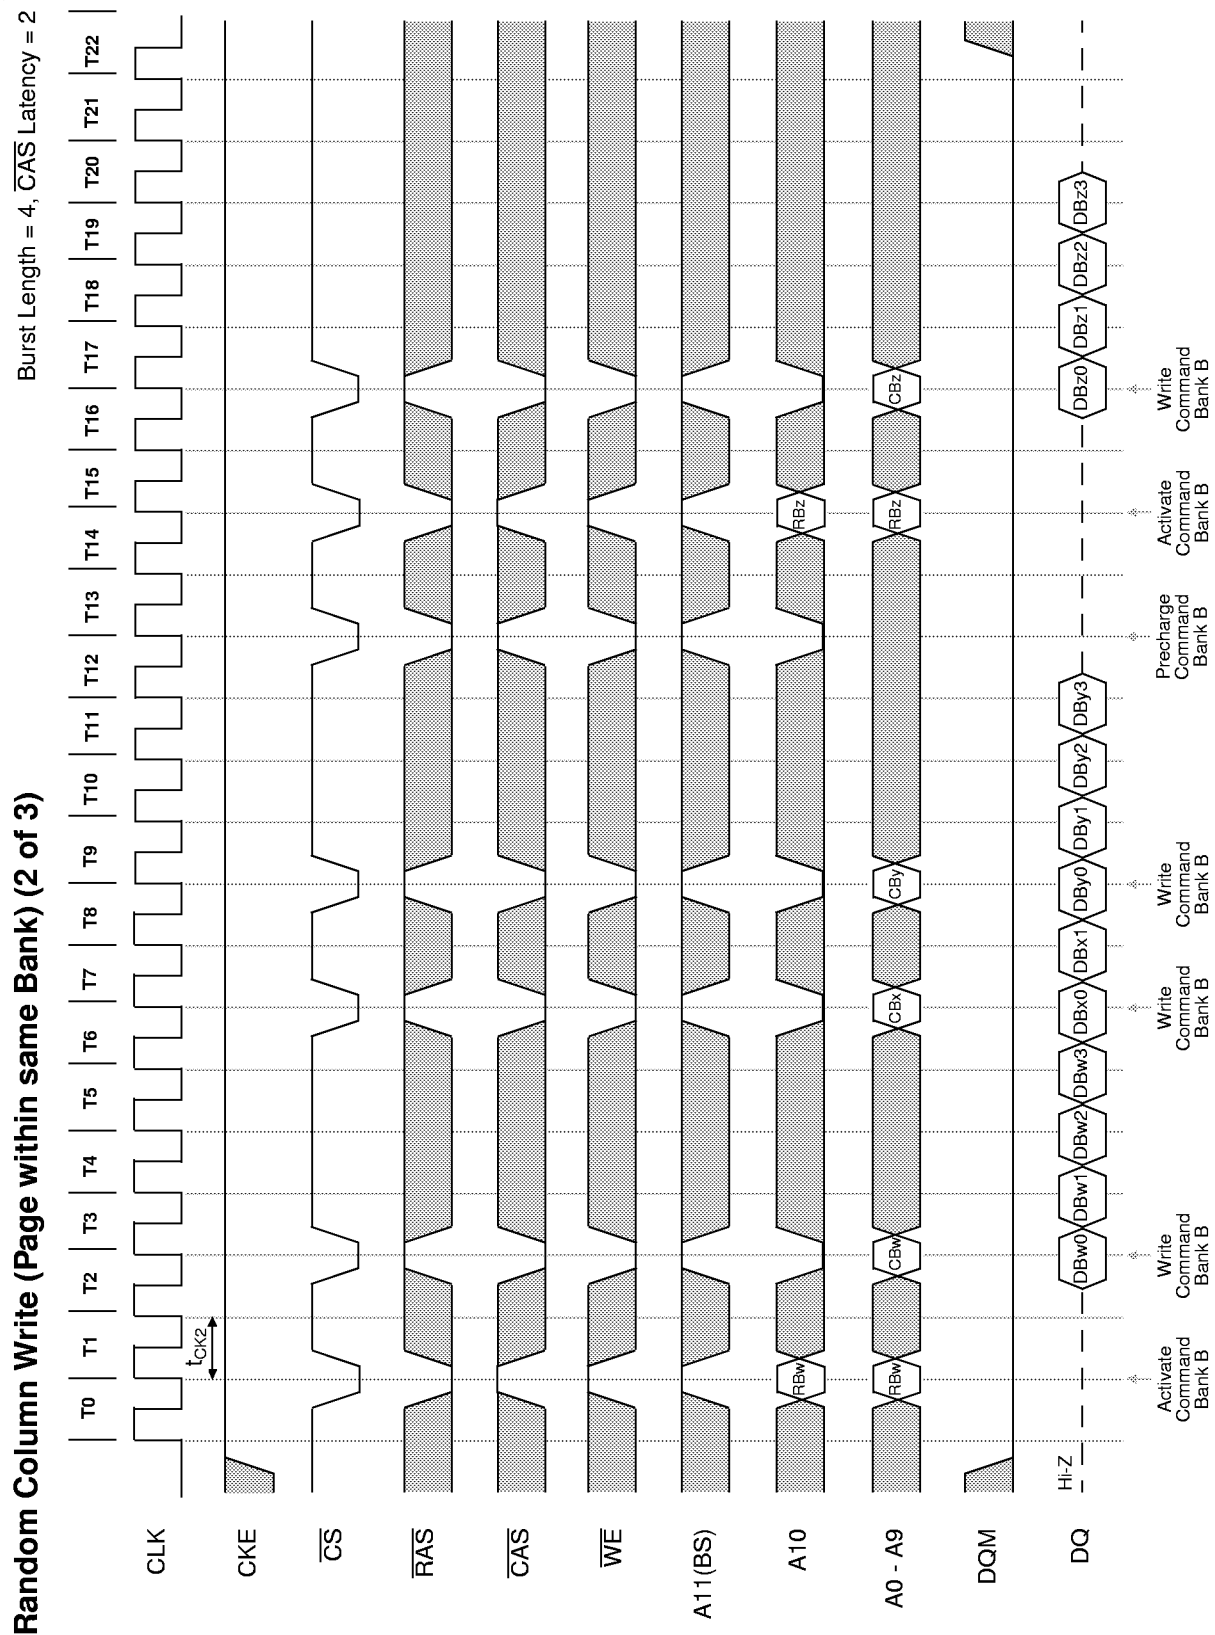 Random Column Write (Page within same Bank) (2 of 3)
Burst Length = 4, CAS Latency = 2
T0 T1 T2 T3 T4 T5 T6 T7 T8 T9 T10 T11 T12 T13 T14 T15 T16 T17 T18 T19 T20 T21 T22
CLK
tCK2
CKE
CS
RAS
CAS
WE
A11(BS)
A10 RBw RBz
A0 - A9 RBw CBw CBx CBy RBz CBz
DQM
DQ Hi-Z DBw0 DBw1 DBw2 DBw3 DBx0 DBx1 DBy0 DBy1 DBy2 DBy3 DBz0 DBz1 DBz2 DBz3
Activate
Command
Bank B
Write
Command
Bank B
Write
Command
Bank B
Write
Command
Bank B
Precharge
Command
Bank B
Activate
Command
Bank B
Write
Command
Bank B